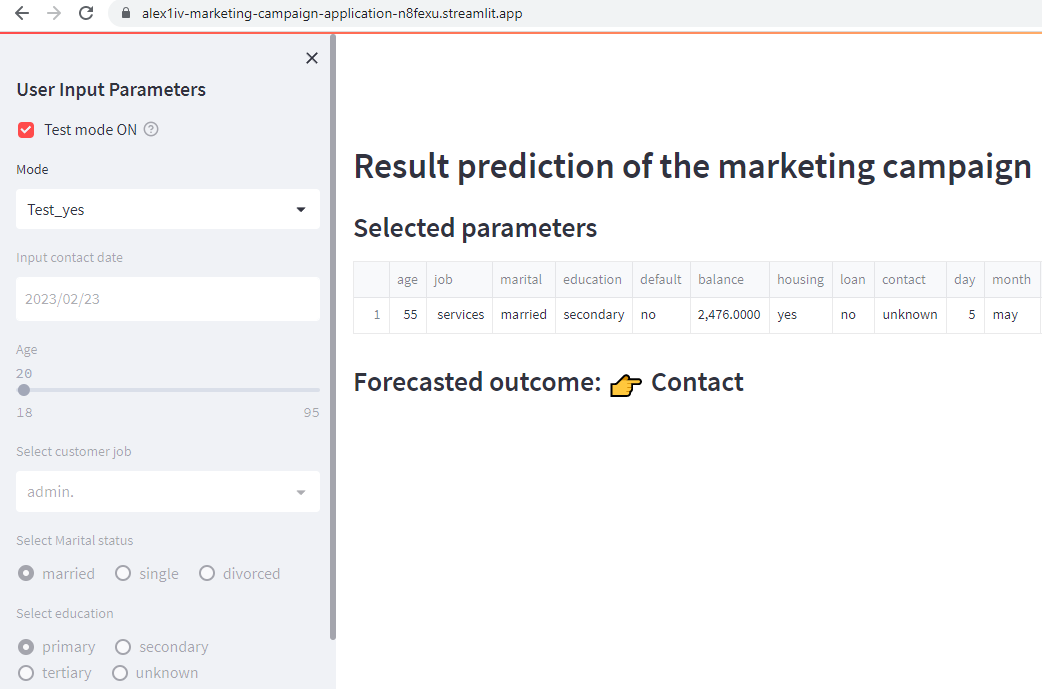 alex1iv-marketing-campaign-application-n8fexu.streamlit.app
User Input Parameters
Test mode ON
Mode
Test_yes
Input contact date
2023/02/23
Age
20
18 95
Select customer job
admin.
Select Marital status
married single divorced
Select education
primary secondary
tertiary unknown
Result prediction of the marketing campaign
Selected parameters
age job marital education default balance housing loan contact day month
1 55 services married secondary no 2,476.0000 yes no unknown 5 may
Forecasted outcome: 👉 Contact